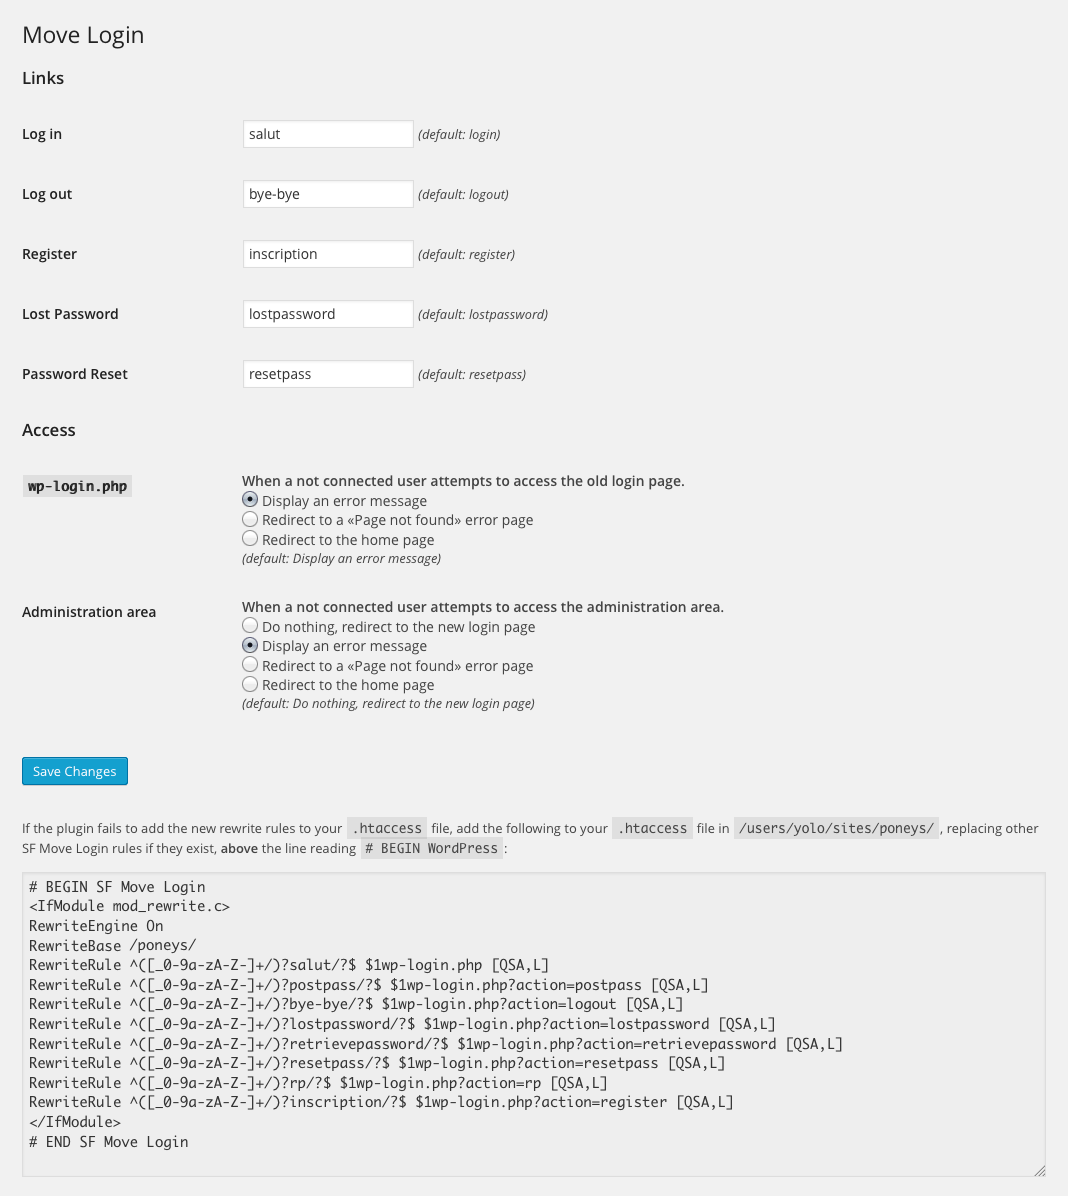 Move Login
Links
Log in salut (default: login)
Log out bye-bye (default: logout)
Register inscription (default: register)
Lost Password lostpassword (default: lostpassword)
Password Reset resetpass (default: resetpass)
Access
wp-login.php When a not connected user attempts to access the old login page.
Display an error message
Redirect to a «Page not found» error page
Redirect to the home page
(default: Display an error message)
Administration area When a not connected user attempts to access the administration area.
Do nothing, redirect to the new login page
Display an error message
Redirect to a «Page not found» error page
Redirect to the home page
(default: Do nothing, redirect to the new login page)
Save Changes
If the plugin fails to add the new rewrite rules to your .htaccess file, add the following to your .htaccess file in /users/yolo/sites/poneys/ , replacing other
SF Move Login rules if they exist, above the line reading # BEGIN WordPress :
# BEGIN SF Move Login
<IfModule mod_rewrite.c>
RewriteEngine On
RewriteBase /poneys/
RewriteRule ^([_0-9a-zA-Z-]+/)?salut/?$ $1wp-login.php [QSA,L]
RewriteRule ^([_0-9a-zA-Z-]+/)?postpass/?$ $1wp-login.php?action=postpass [QSA,L]
RewriteRule ^([_0-9a-zA-Z-]+/)?bye-bye/?$ $1wp-login.php?action=logout [QSA,L]
RewriteRule ^([_0-9a-zA-Z-]+/)?lostpassword/?$ $1wp-login.php?action=lostpassword [QSA,L]
RewriteRule ^([_0-9a-zA-Z-]+/)?retrievepassword/?$ $1wp-login.php?action=retrievepassword [QSA,L]
RewriteRule ^([_0-9a-zA-Z-]+/)?resetpass/?$ $1wp-login.php?action=resetpass [QSA,L]
RewriteRule ^([_0-9a-zA-Z-]+/)?rp/?$ $1wp-login.php?action=rp [QSA,L]
RewriteRule ^([_0-9a-zA-Z-]+/)?inscription/?$ $1wp-login.php?action=register [QSA,L]
</IfModule>
# END SF Move Login